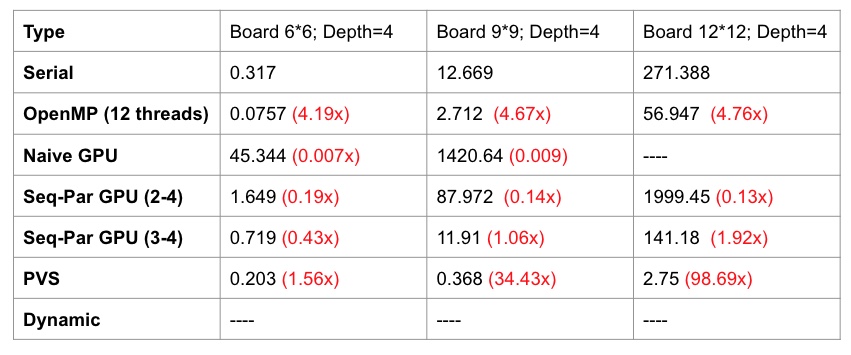 Type Board 6*6; Depth=4 Board 9*9; Depth=4 Board 12*12; Depth=4
Serial 0.317 12.669 271.388
OpenMP (12 threads) 0.0757 (4.19x) 2.712 (4.67x) 56.947 (4.76x)
Naive GPU 45.344 (0.007x) 1420.64 (0.009) ----
Seq-Par GPU (2-4) 1.649 (0.19x) 87.972 (0.14x) 1999.45 (0.13x)
Seq-Par GPU (3-4) 0.719 (0.43x) 11.91 (1.06x) 141.18 (1.92x)
PVS 0.203 (1.56x) 0.368 (34.43x) 2.75 (98.69x)
Dynamic ---- ---- ----